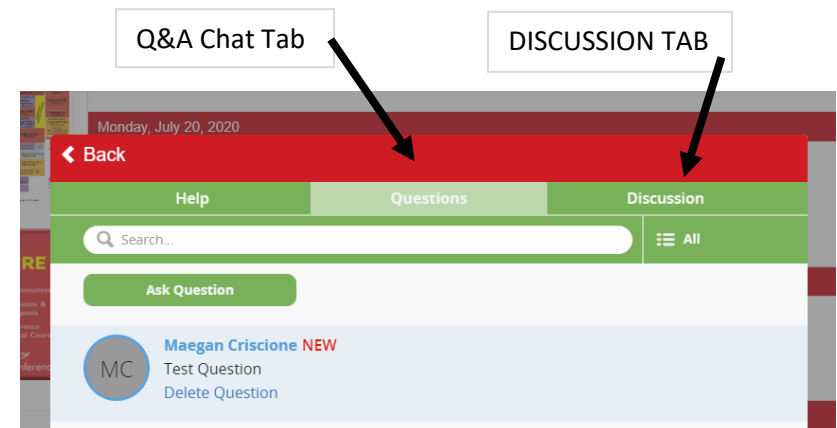 Q&A Chat Tab
DISCUSSION TAB
Monday, July 20, 2020
Back
Help Questions Discussion
Search... All
RE
Ask Question
Maegan Criscione NEW
MC Test Question
Delete Question